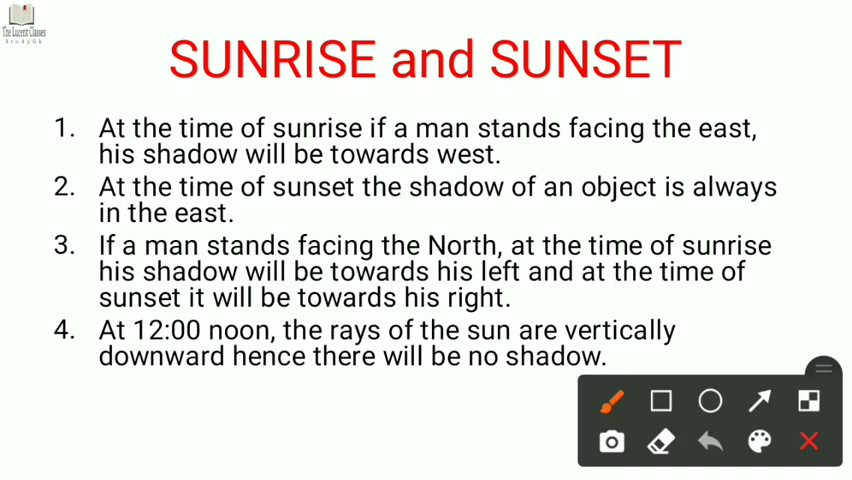 The Lucent Classes
StudyGk
SUNRISE and SUNSET
1. At the time of sunrise if a man stands facing the east,
his shadow will be towards west.
2. At the time of sunset the shadow of an object is always
in the east.
3. If a man stands facing the North, at the time of sunrise
his shadow will be towards his left and at the time of
sunset it will be towards his right.
4. At 12:00 noon, the rays of the sun are vertically
downward hence there will be no shadow.